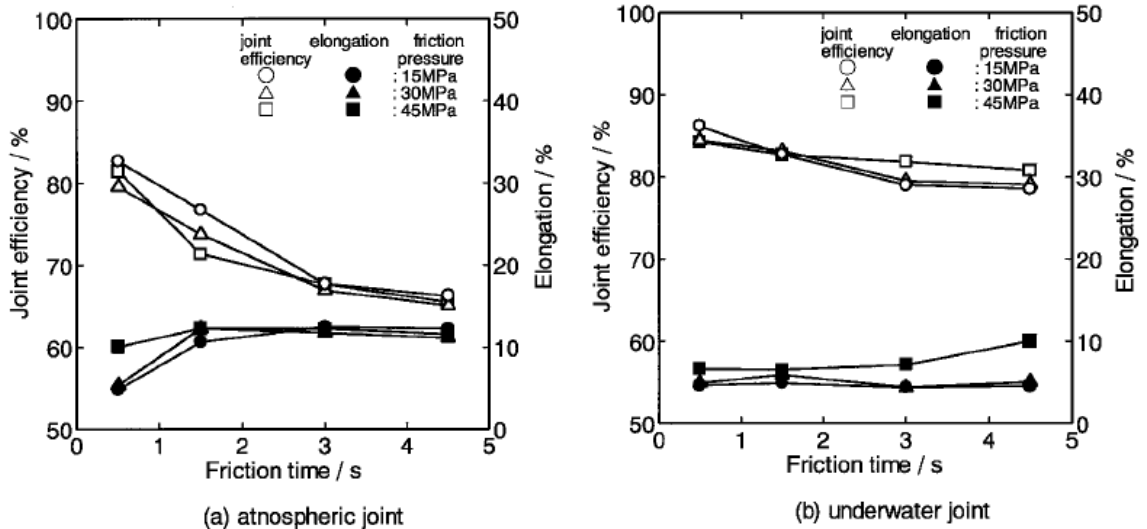 100
90
80
70
60
50
50
40
30
20
10
0
0 1 2 3 4 5
Joint efficiency / %
Elongation / %
joint efficiency elongation friction pressure
: 15MPa
: 30MPa
: 45MPa
Friction time / s
(a) atnospheric joint
100
90
80
70
60
50
50
40
30
20
10
0
0 1 2 3 4 5
Joint efficiency / %
Elongation / %
joint efficiency elongation friction pressure
: 15MPa
: 30MPa
: 45MPa
Friction time / s
(b) underwater joint